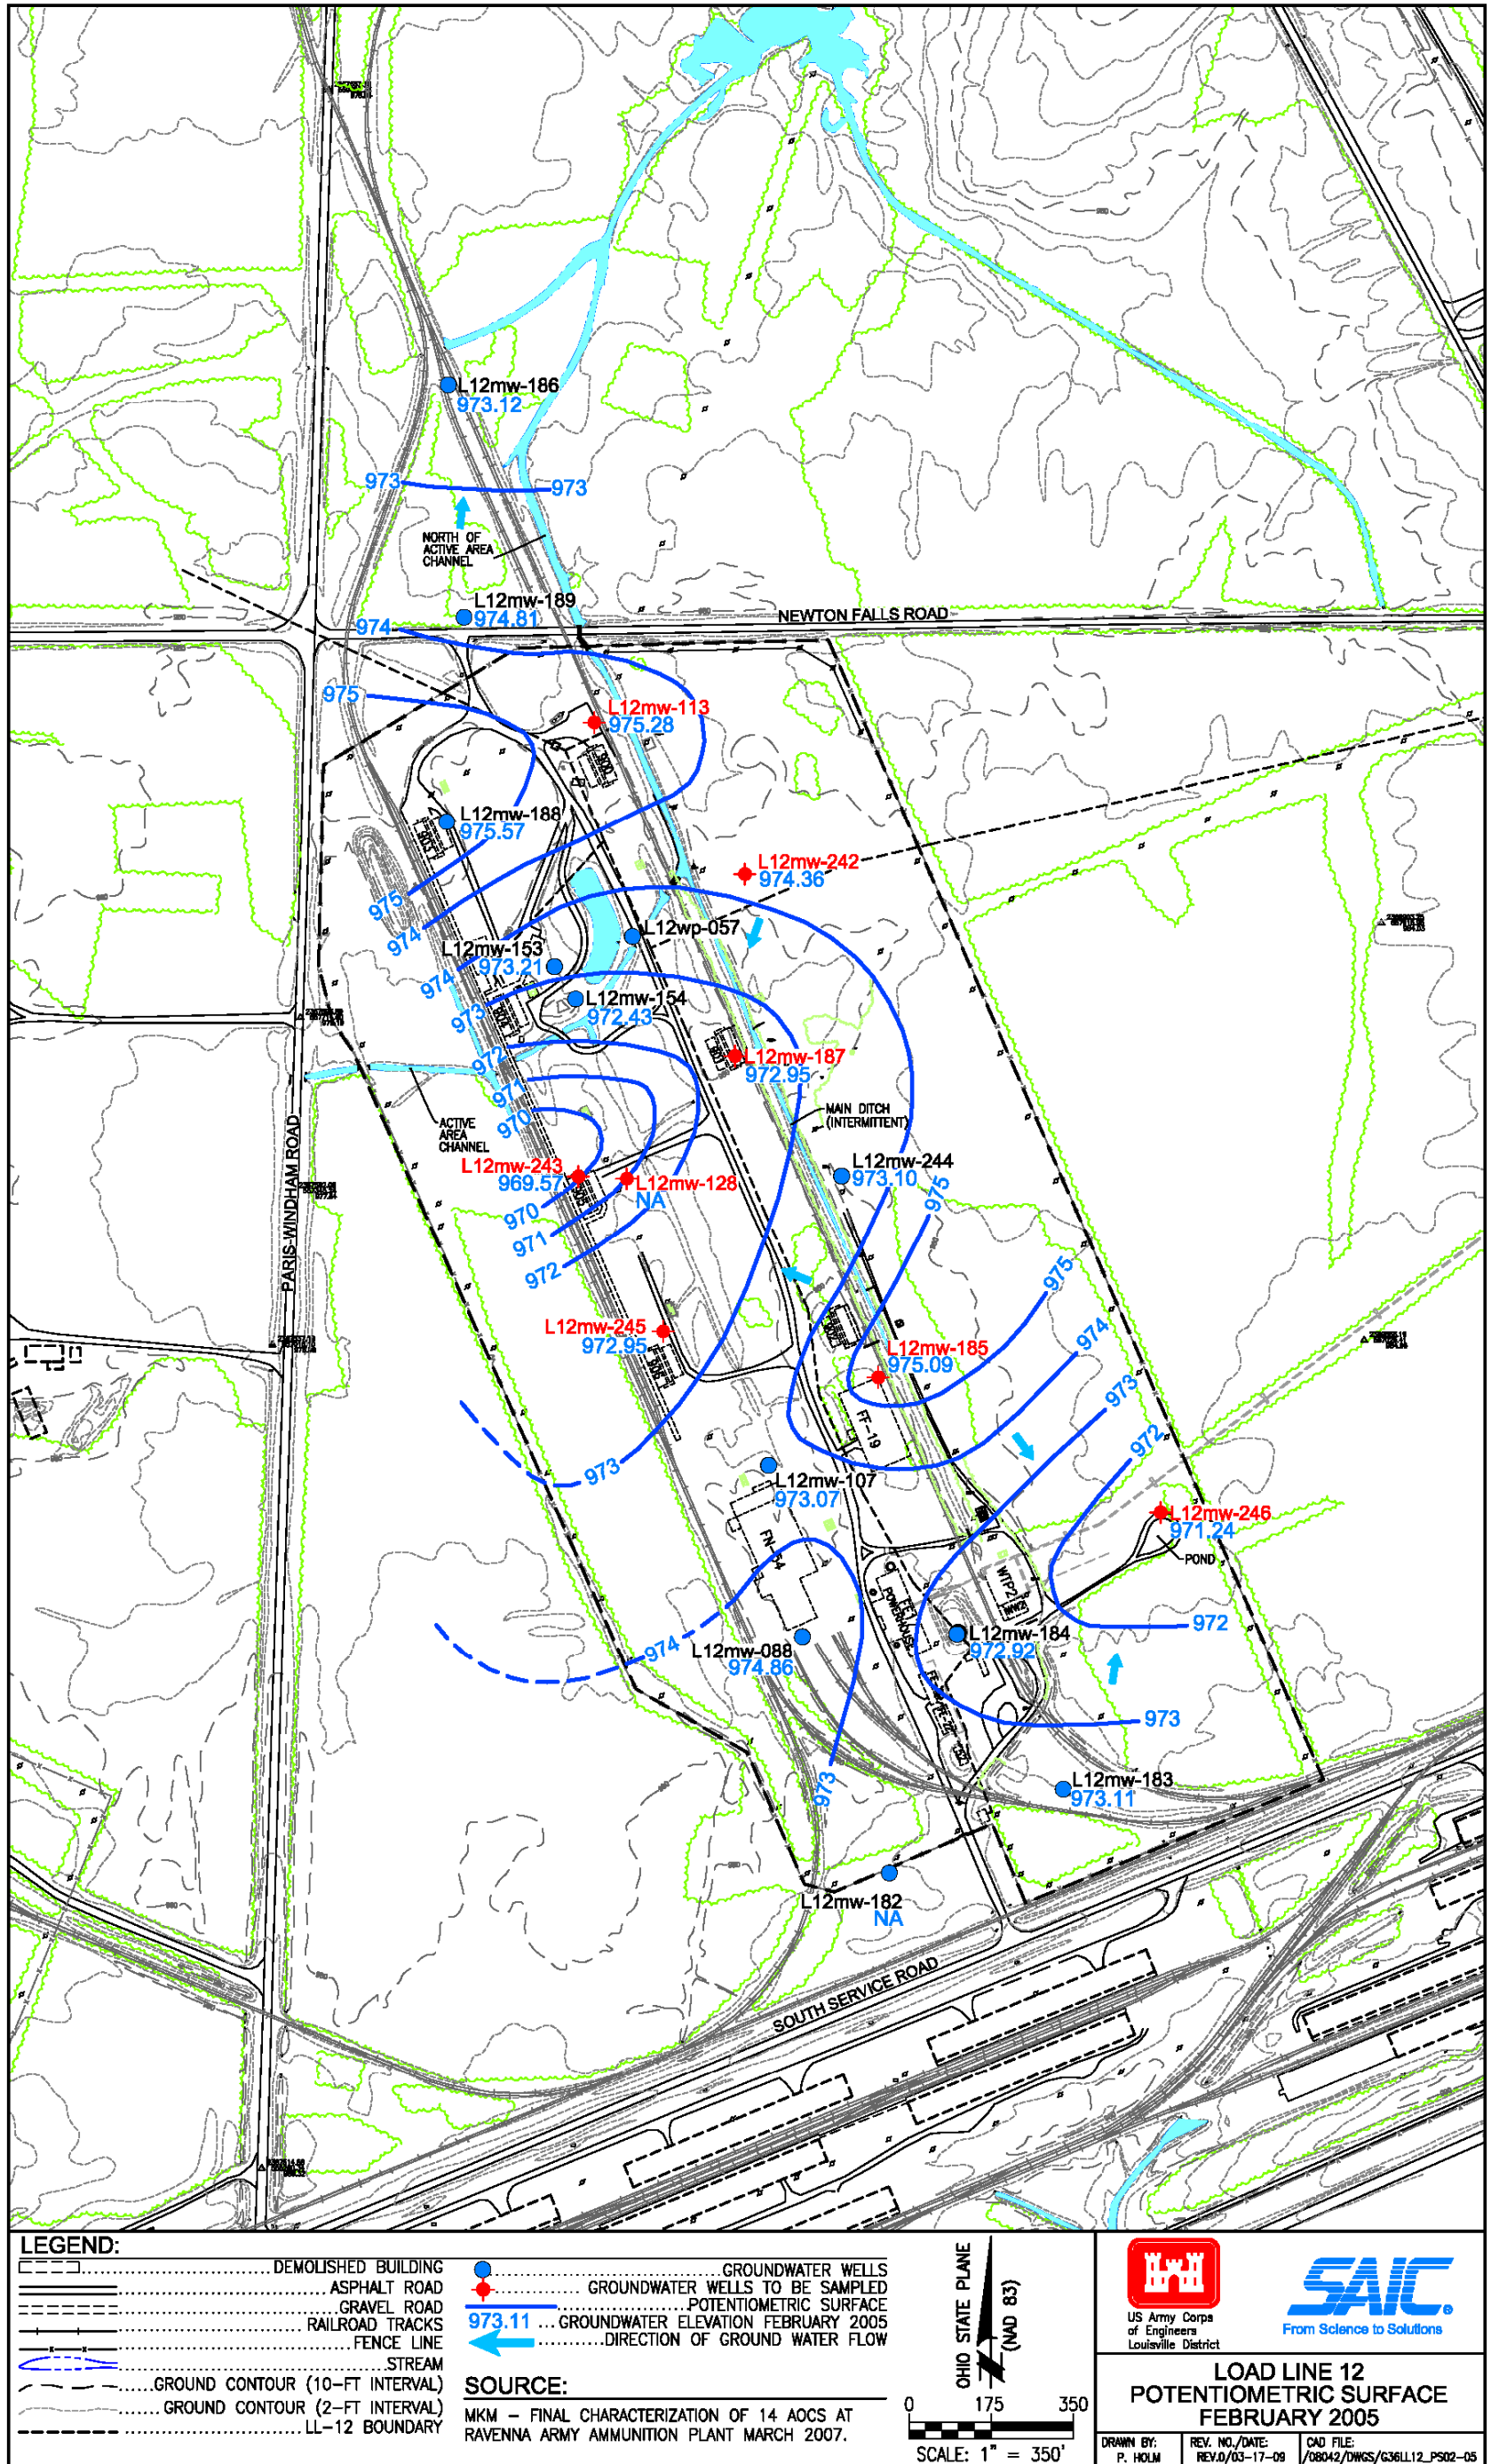 L12mw-186
973.12
973
973
NORTH OF
ACTIVE AREA
CHANNEL
L12mw-189
974.81
NEWTON FALLS ROAD
974
975
L12mw-113
975.28
900
L12mw-188
975.57
903
L12mw-242
974.36
975
974
L12wp-057
L12mw-153
973.21
974
L12mw-154
972.43
973
904
972
901
L12mw-187
972.95
971
970
MAIN DITCH
(INTERMITTENT)
ACTIVE
AREA
CHANNEL
PARIS-WINDHAM ROAD
L12mw-243
969.57
L12mw-128
NA
L12mw-244
973.10
975
905
970
971
972
975
L12mw-245
972.95
906
902
L12mw-185
975.09
974
973
FF-19
972
973
L12mw-107
973.07
L12mw-246
971.24
POND
FN-54
WTP2
972
L12mw-184
972.92
974
L12mw-088
974.86
973
973
L12mw-183
973.11
L12mw-182
NA
SOUTH SERVICE ROAD
LEGEND:
DEMOLISHED BUILDING
ASPHALT ROAD
GRAVEL ROAD
RAILROAD TRACKS
FENCE LINE
STREAM
GROUND CONTOUR (10-FT INTERVAL)
GROUND CONTOUR (2-FT INTERVAL)
LL-12 BOUNDARY
GROUNDWATER WELLS
GROUNDWATER WELLS TO BE SAMPLED
POTENTIOMETRIC SURFACE
973.11 ... GROUNDWATER ELEVATION FEBRUARY 2005
DIRECTION OF GROUND WATER FLOW
SOURCE:
MKM - FINAL CHARACTERIZATION OF 14 AOCS AT
RAVENNA ARMY AMMUNITION PLANT MARCH 2007.
OHIO STATE PLANE
(NAD 83)
0 175 350
SCALE: 1" = 350'
US Army Corps
of Engineers
Louisville District
SAIC®
From Science to Solutions
LOAD LINE 12
POTENTIOMETRIC SURFACE
FEBRUARY 2005
DRAWN BY:
P. HOLM
REV. NO./DATE:
REV.0/03-17-09
CAD FILE:
/08042/DWGS/G36LL12_PS02-05